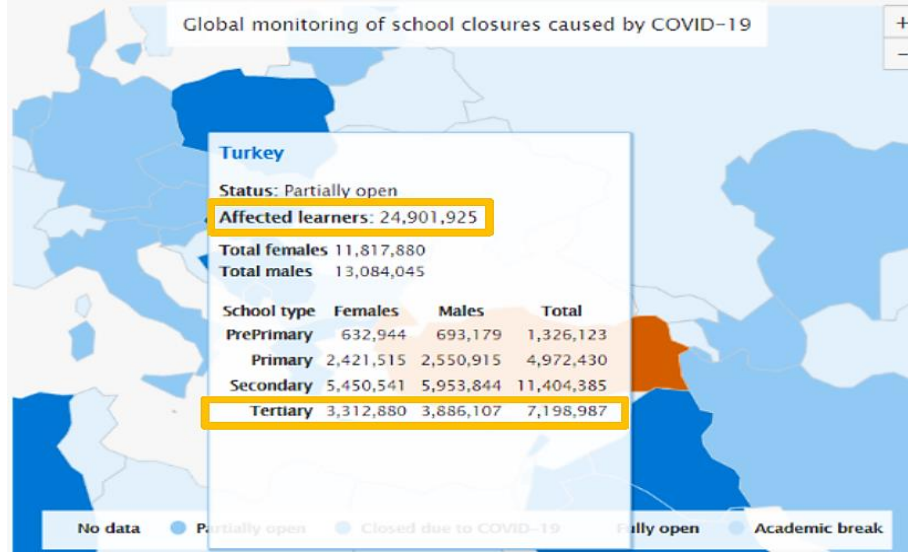 Global monitoring of school closures caused by COVID-19
+
−
Turkey
Status: Partially open
Affected learners: 24,901,925
Total females 11,817,880
Total males 13,084,045
School type Females Males Total
PrePrimary 632,944 693,179 1,326,123
Primary 2,421,515 2,550,915 4,972,430
Secondary 5,450,541 5,953,844 11,404,385
Tertiary 3,312,880 3,886,107 7,198,987
No data Partially open Closed due to COVID-19 Fully open Academic break